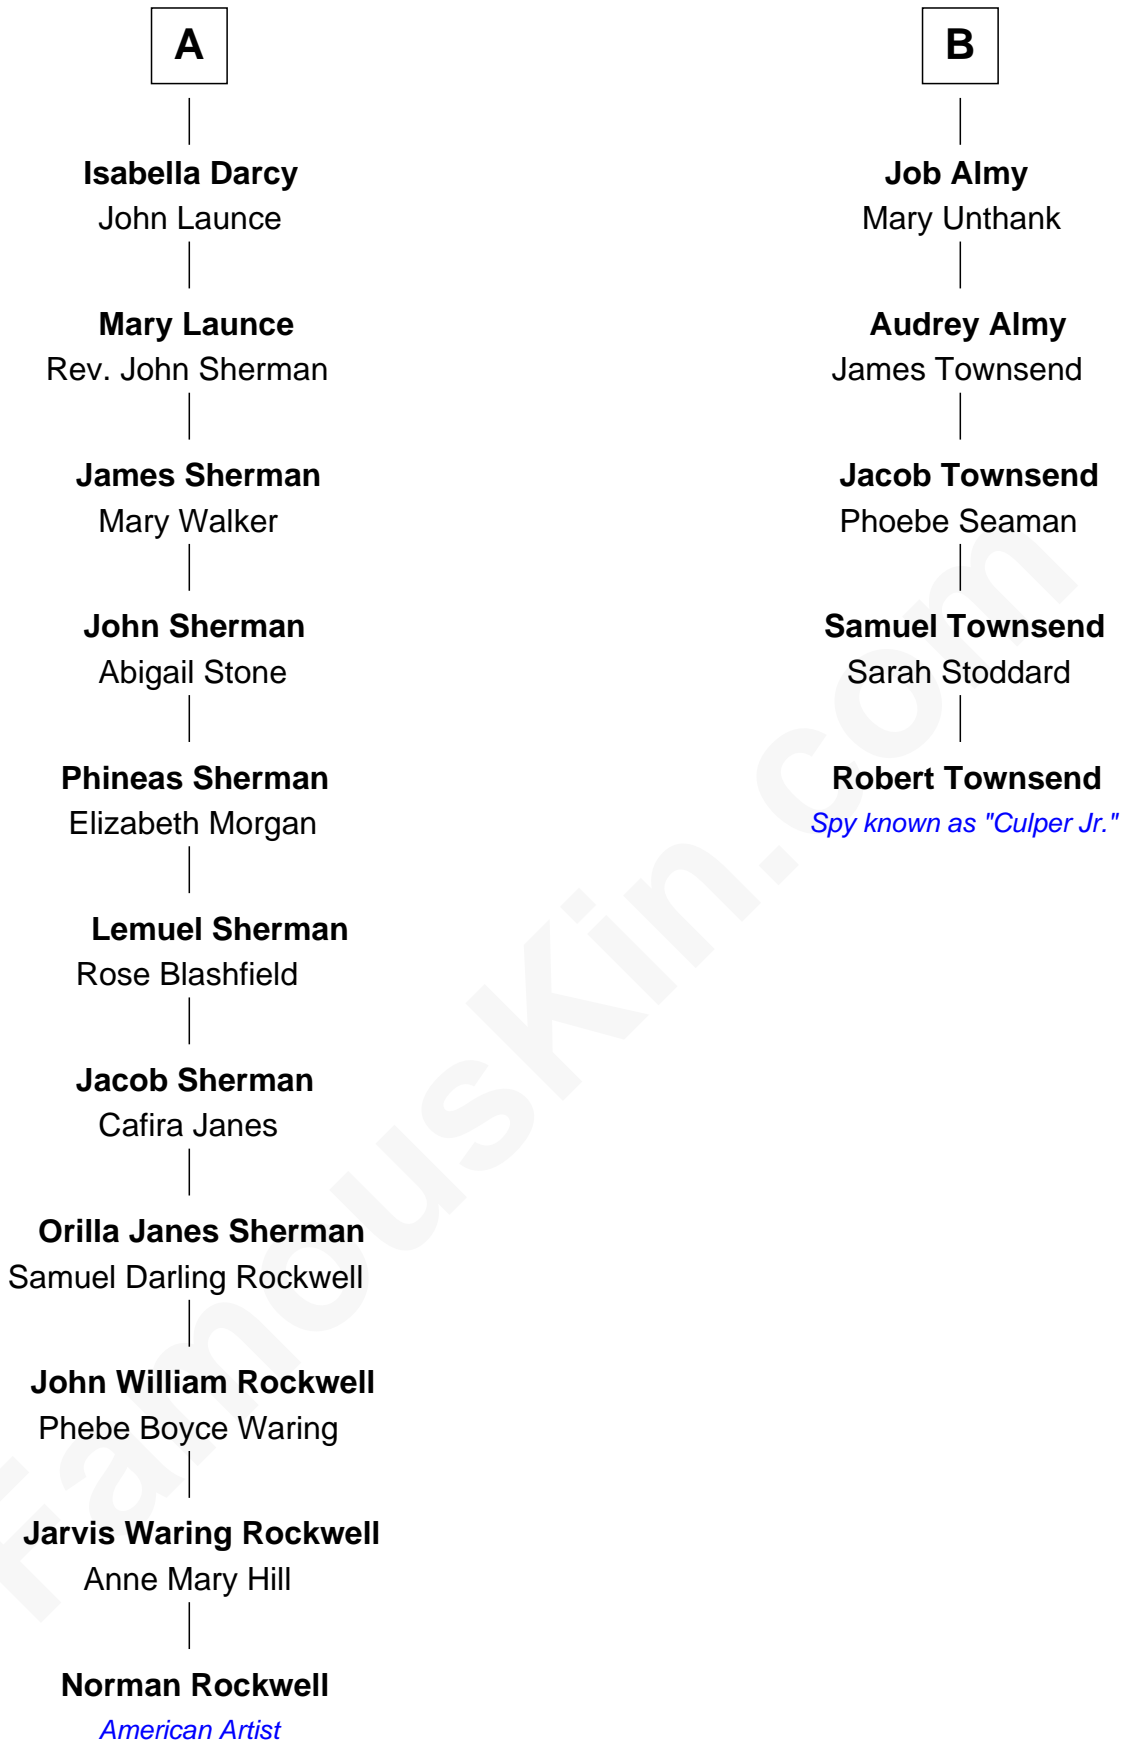 A
Isabella Darcy
John Launce
Mary Launce
Rev. John Sherman
James Sherman
Mary Walker
John Sherman
Abigail Stone
Phineas Sherman
Elizabeth Morgan
Lemuel Sherman
Rose Blashfield
Jacob Sherman
Cafira Janes
Orilla Janes Sherman
Samuel Darling Rockwell
John William Rockwell
Phebe Boyce Waring
Jarvis Waring Rockwell
Anne Mary Hill
Norman Rockwell
American Artist
B
Job Almy
Mary Unthank
Audrey Almy
James Townsend
Jacob Townsend
Phoebe Seaman
Samuel Townsend
Sarah Stoddard
Robert Townsend
Spy known as "Culper Jr."
FamousKin.com